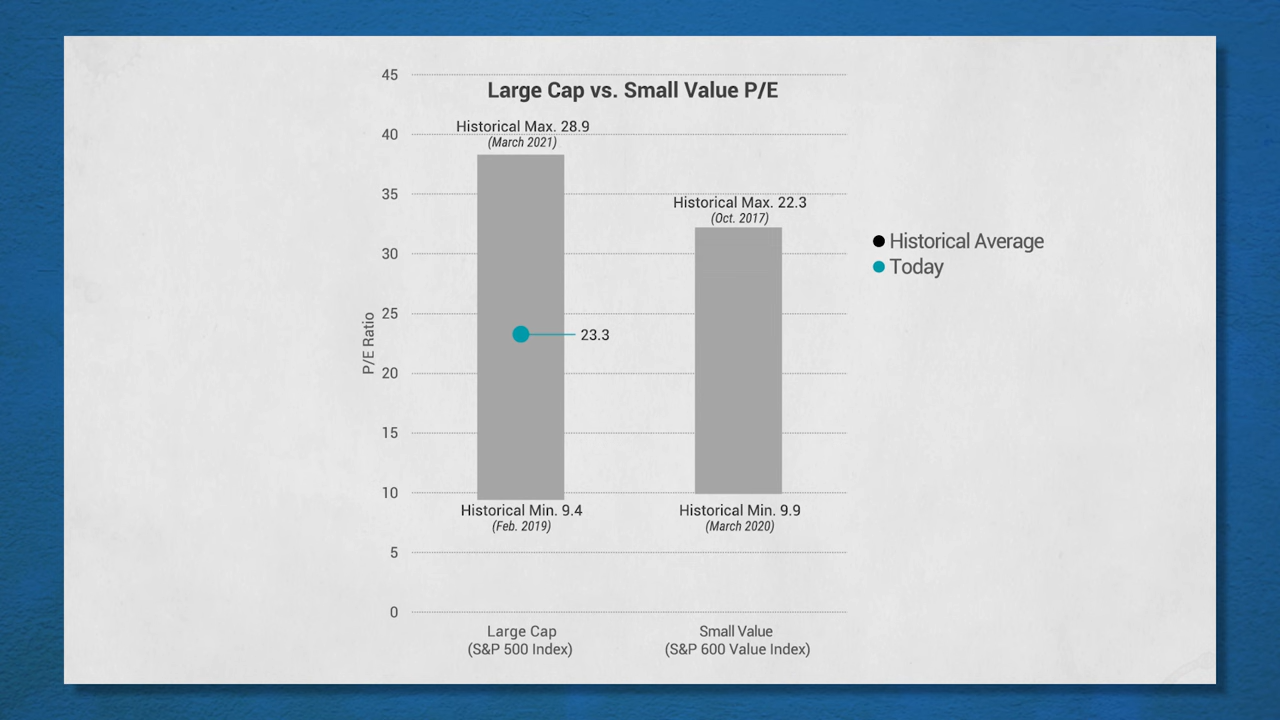 Large Cap vs. Small Value P/E
45
40
35
30
25
20
15
10
5
0
P/E Ratio
Historical Max. 28.9
(March 2021)
23.3
Historical Min. 9.4
(Feb. 2019)
Large Cap
(S&P 500 Index)
Historical Max. 22.3
(Oct. 2017)
Historical Min. 9.9
(March 2020)
Small Value
(S&P 600 Value Index)
Historical Average
Today